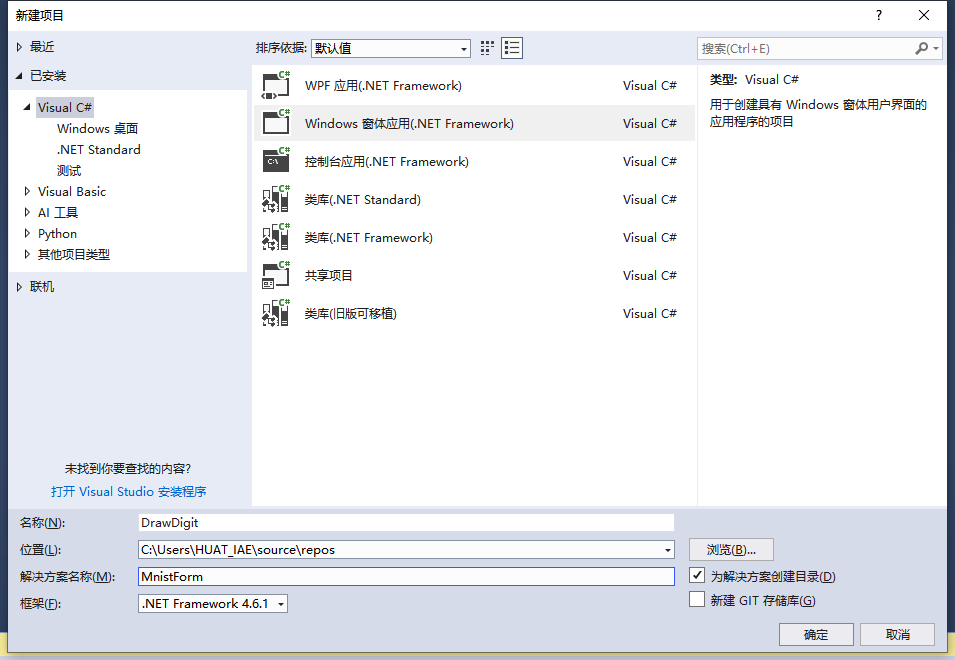 新建项目
?
最近
已安装
Visual C#
Windows 桌面
.NET Standard
测试
Visual Basic
AI 工具
Python
其他项目类型
联机
未找到你要查找的内容?
打开 Visual Studio 安装程序
排序依据: 默认值
搜索(Ctrl+E)
C# WPF 应用(.NET Framework) Visual C#
C# Windows 窗体应用(.NET Framework) Visual C#
C# C:\ 控制台应用(.NET Framework) Visual C#
C# 类库(.NET Standard) Visual C#
C# 类库(.NET Framework) Visual C#
C# 共享项目 Visual C#
C# 类库(旧版可移植) Visual C#
类型: Visual C#
用于创建具有 Windows 窗体用户界面的
应用程序的项目
名称(N): DrawDigit
位置(L): C:\Users\HUAT_IAE\source\repos 浏览(B)...
解决方案名称(M): MnistForm 为解决方案创建目录(D)
框架(F): .NET Framework 4.6.1 新建 GIT 存储库(G)
确定 取消